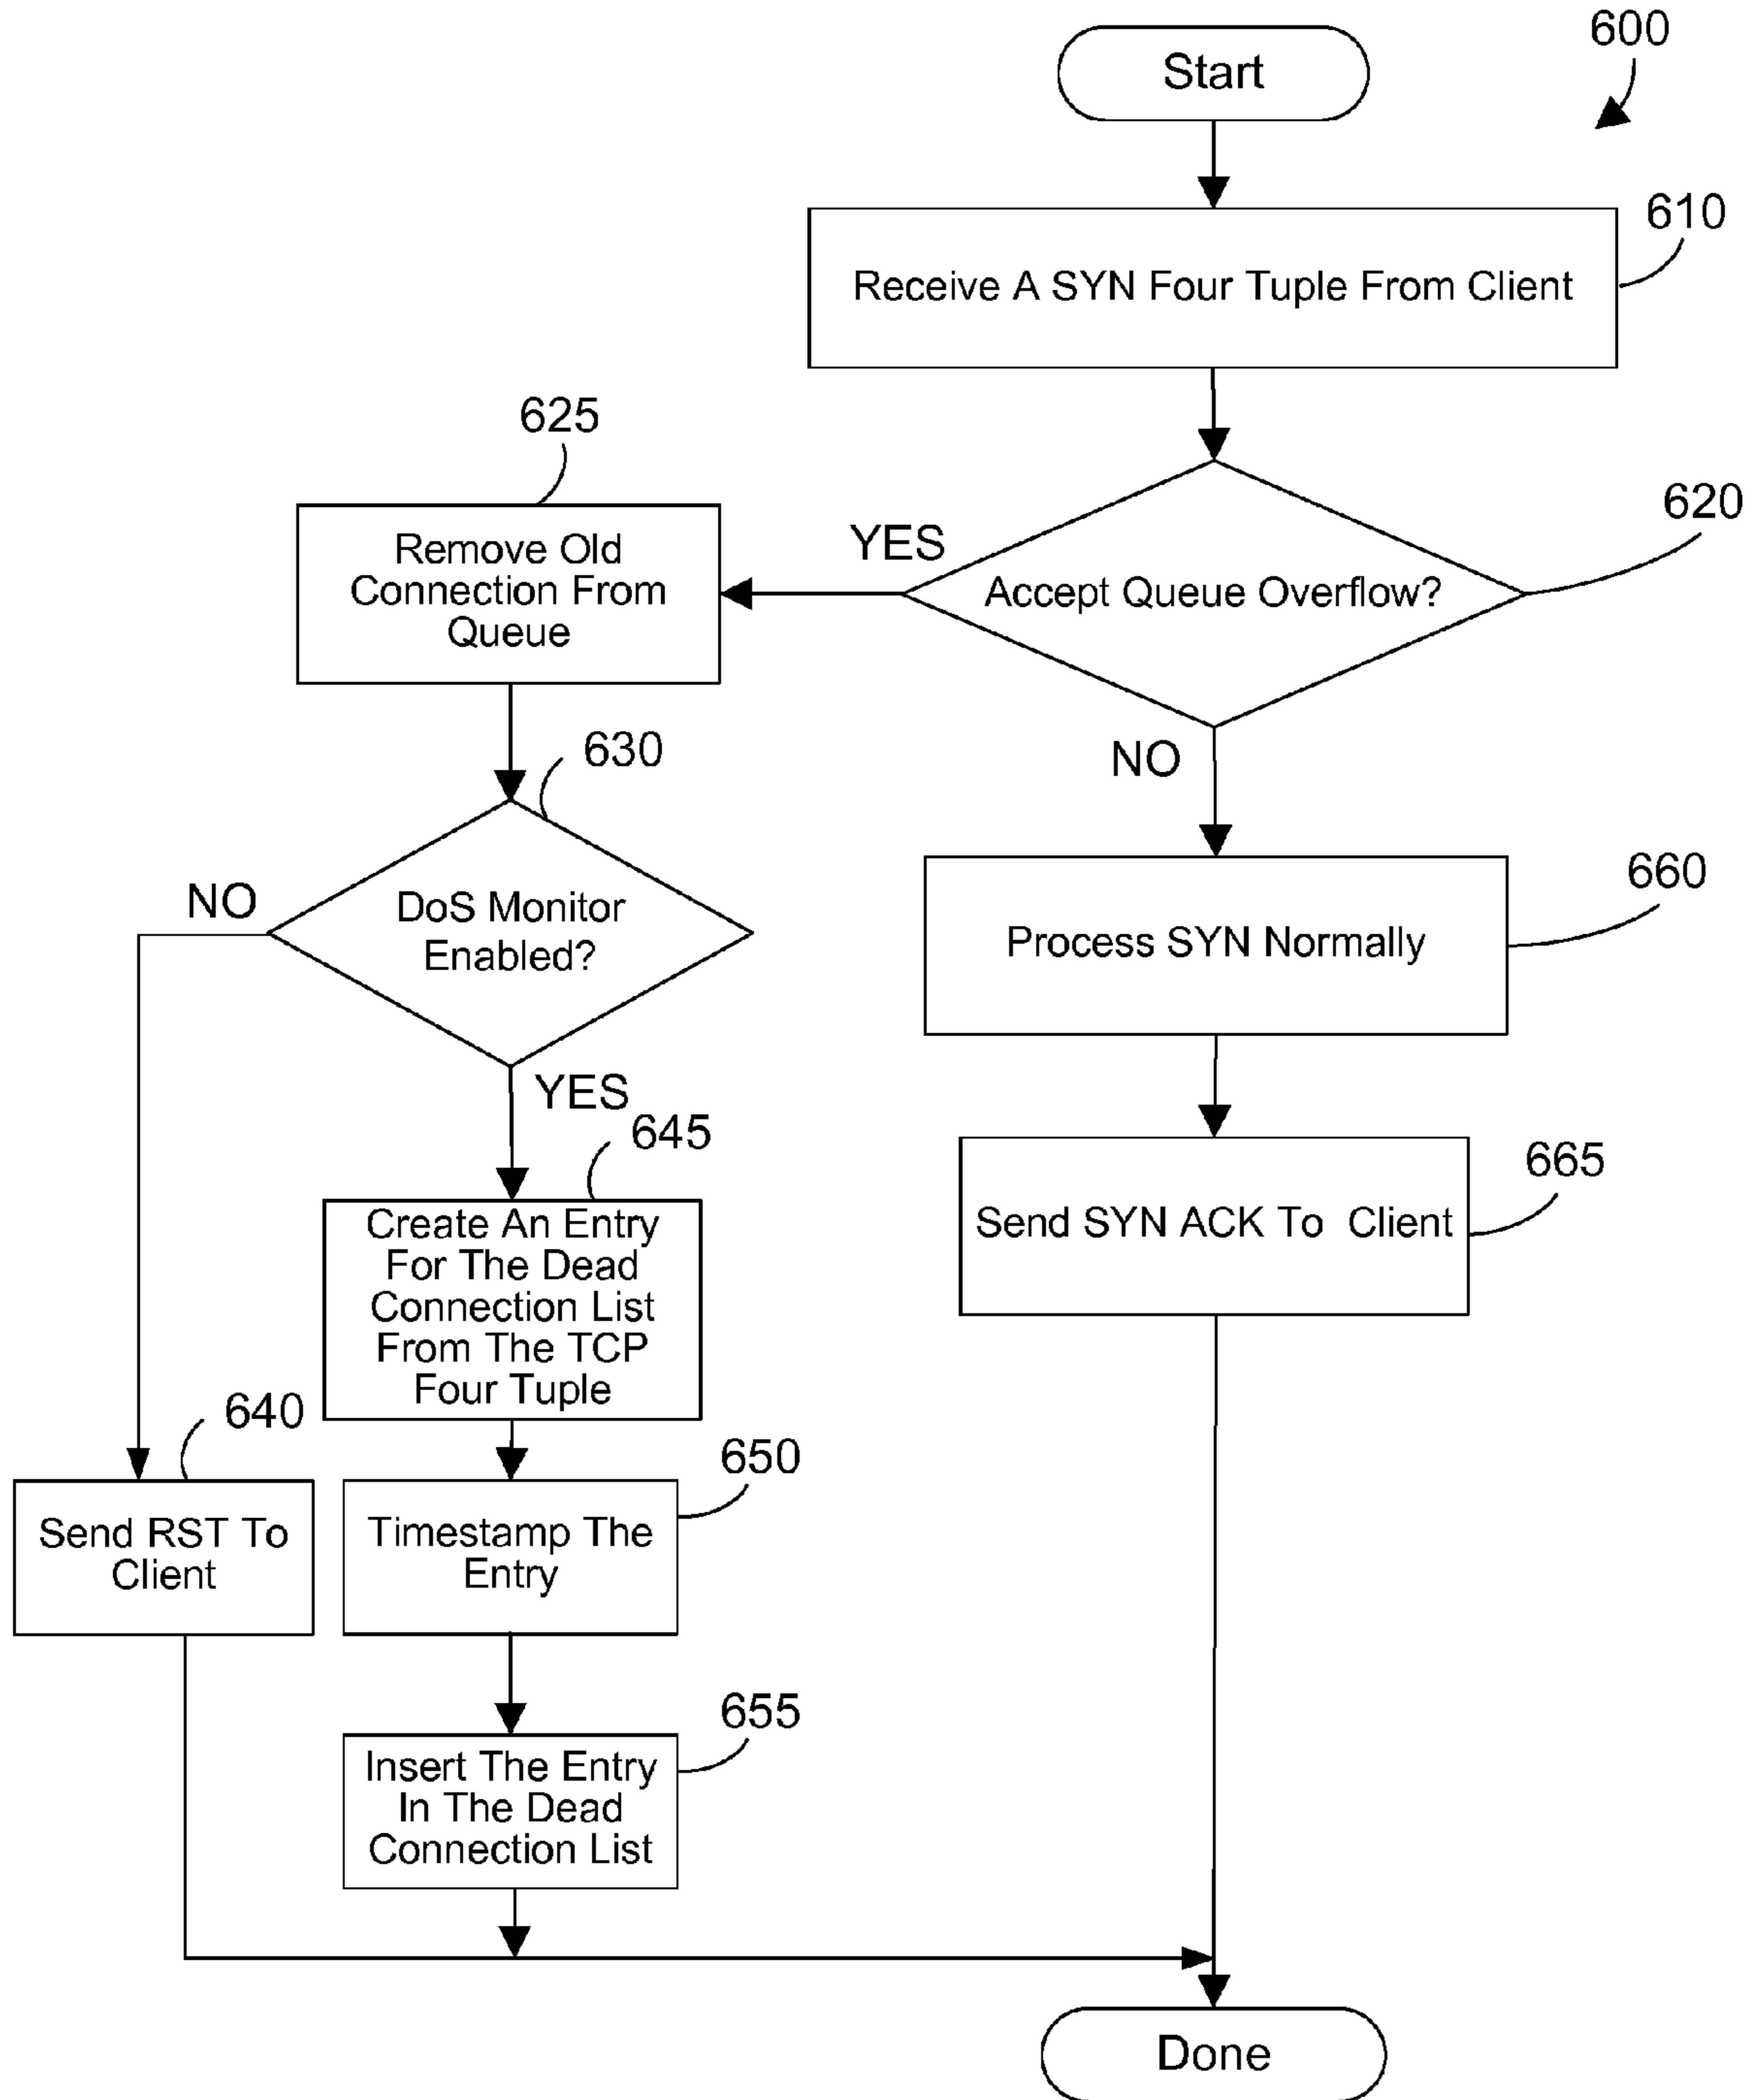 600
Start
610
Receive A SYN Four Tuple From Client
620
Accept Queue Overflow?
YES
NO
625
Remove Old
Connection From
Queue
630
DoS Monitor
Enabled?
NO
YES
660
Process SYN Normally
665
Send SYN ACK To Client
645
Create An Entry
For The Dead
Connection List
From The TCP
Four Tuple
640
Send RST To
Client
650
Timestamp The
Entry
655
Insert The Entry
In The Dead
Connection List
Done